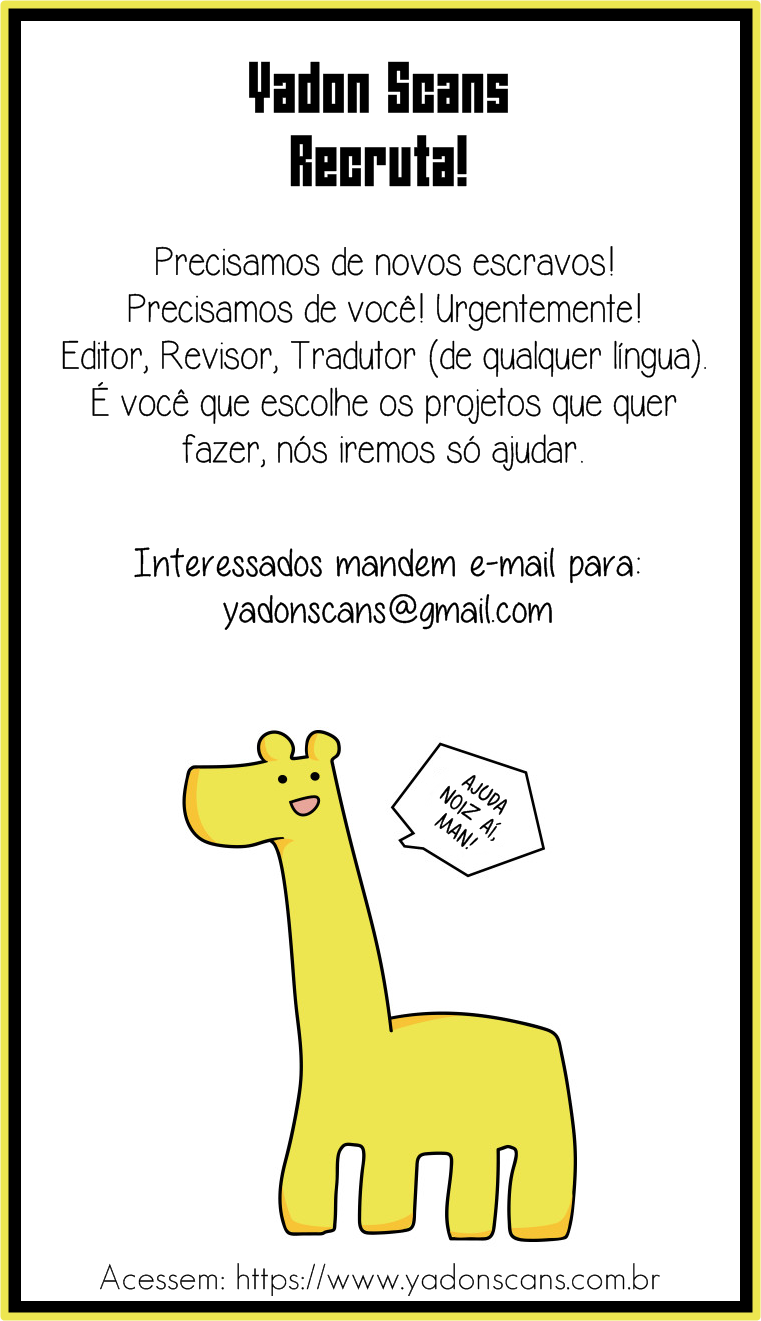 Yadon Scans
Recruta!
Precisamos de novos escravos!
Precisamos de você! Urgentemente!
Editor, Revisor, Tradutor (de qualquer língua).
É você que escolhe os projetos que quer
fazer, nós iremos só ajudar.
Interessados mandem e-mail para:
yadonscans@gmail.com
AJUDA
NOIZ AÍ,
MAN!
Acessem: https://www.yadonscans.com.br